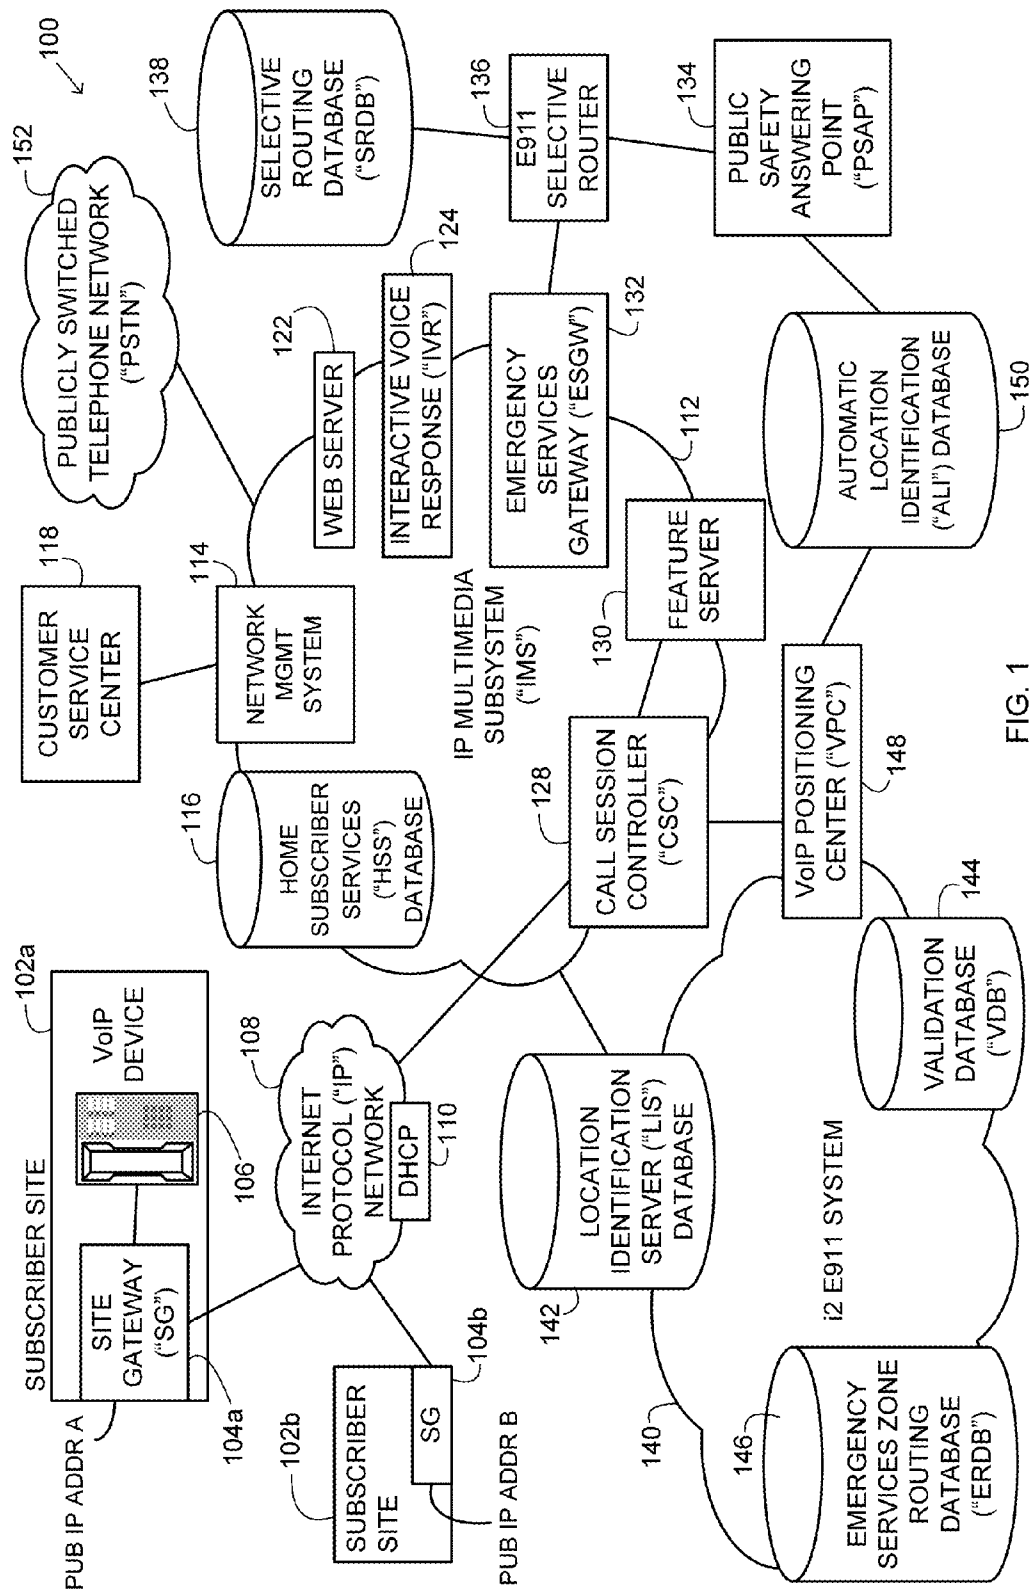 100
PUB IP ADDR A
SUBSCRIBER SITE
102a
SITE
GATEWAY
("SG")
104a
VoIP
DEVICE
106
CUSTOMER
SERVICE
CENTER
118
PUBLICLY SWITCHED
TELEPHONE NETWORK
("PSTN")
152
SUBSCRIBER
SITE
102b
SG
104b
PUB IP ADDR B
INTERNET
PROTOCOL ("IP")
NETWORK
108
DHCP
110
HOME
SUBSCRIBER
SERVICES
("HSS")
DATABASE
116
NETWORK
MGMT
SYSTEM
114
WEB SERVER
122
INTERACTIVE VOICE
RESPONSE ("IVR")
124
SELECTIVE
ROUTING
DATABASE
("SRDB")
138
IP MULTIMEDIA
SUBSYSTEM
("IMS")
EMERGENCY
SERVICES
GATEWAY ("ESGW")
132
E911
SELECTIVE
ROUTER
136
LOCATION
IDENTIFICATION
SERVER ("LIS")
DATABASE
142
CALL SESSION
CONTROLLER
("CSC")
128
FEATURE
SERVER
130
112
140
PUBLIC
SAFETY
ANSWERING
POINT
("PSAP")
134
EMERGENCY
SERVICES ZONE
ROUTING
DATABASE
("ERDB")
146
i2 E911 SYSTEM
VALIDATION
DATABASE
("VDB")
144
VoIP POSITIONING
CENTER ("VPC")
148
AUTOMATIC
LOCATION
IDENTIFICATION
("ALI") DATABASE
150
FIG. 1